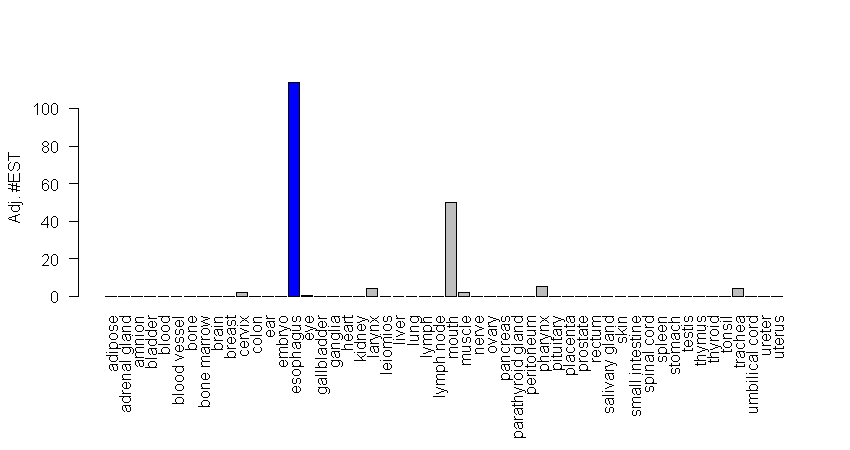 Adj. #EST
100
80
60
40
20
0
adipose
adrenal gland
amnion
bladder
blood
blood vessel
bone
bone marrow
brain
breast
cervix
colon
ear
embryo
esophagus
eye
gallbladder
ganglia
heart
kidney
larynx
leiomios
liver
lung
lymph
lymph node
mouth
muscle
nerve
ovary
pancreas
parathyroid gland
peritoneum
pharynx
pituitary
placenta
prostate
rectum
salivary gland
skin
small intestine
spinal cord
spleen
stomach
testis
thymus
thyroid
tonsil
trachea
umbilical cord
ureter
uterus